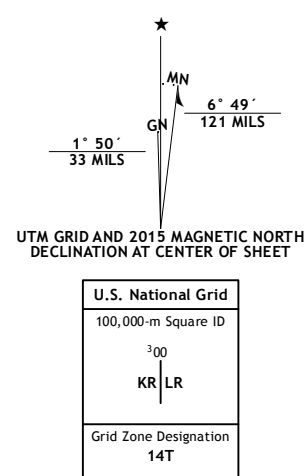 ★
MN
GN
6° 49´
121 MILS
1° 50´
33 MILS
UTM GRID AND 2015 MAGNETIC NORTH
DECLINATION AT CENTER OF SHEET
U.S. National Grid
100,000-m Square ID
³00
KR LR
Grid Zone Designation
14T